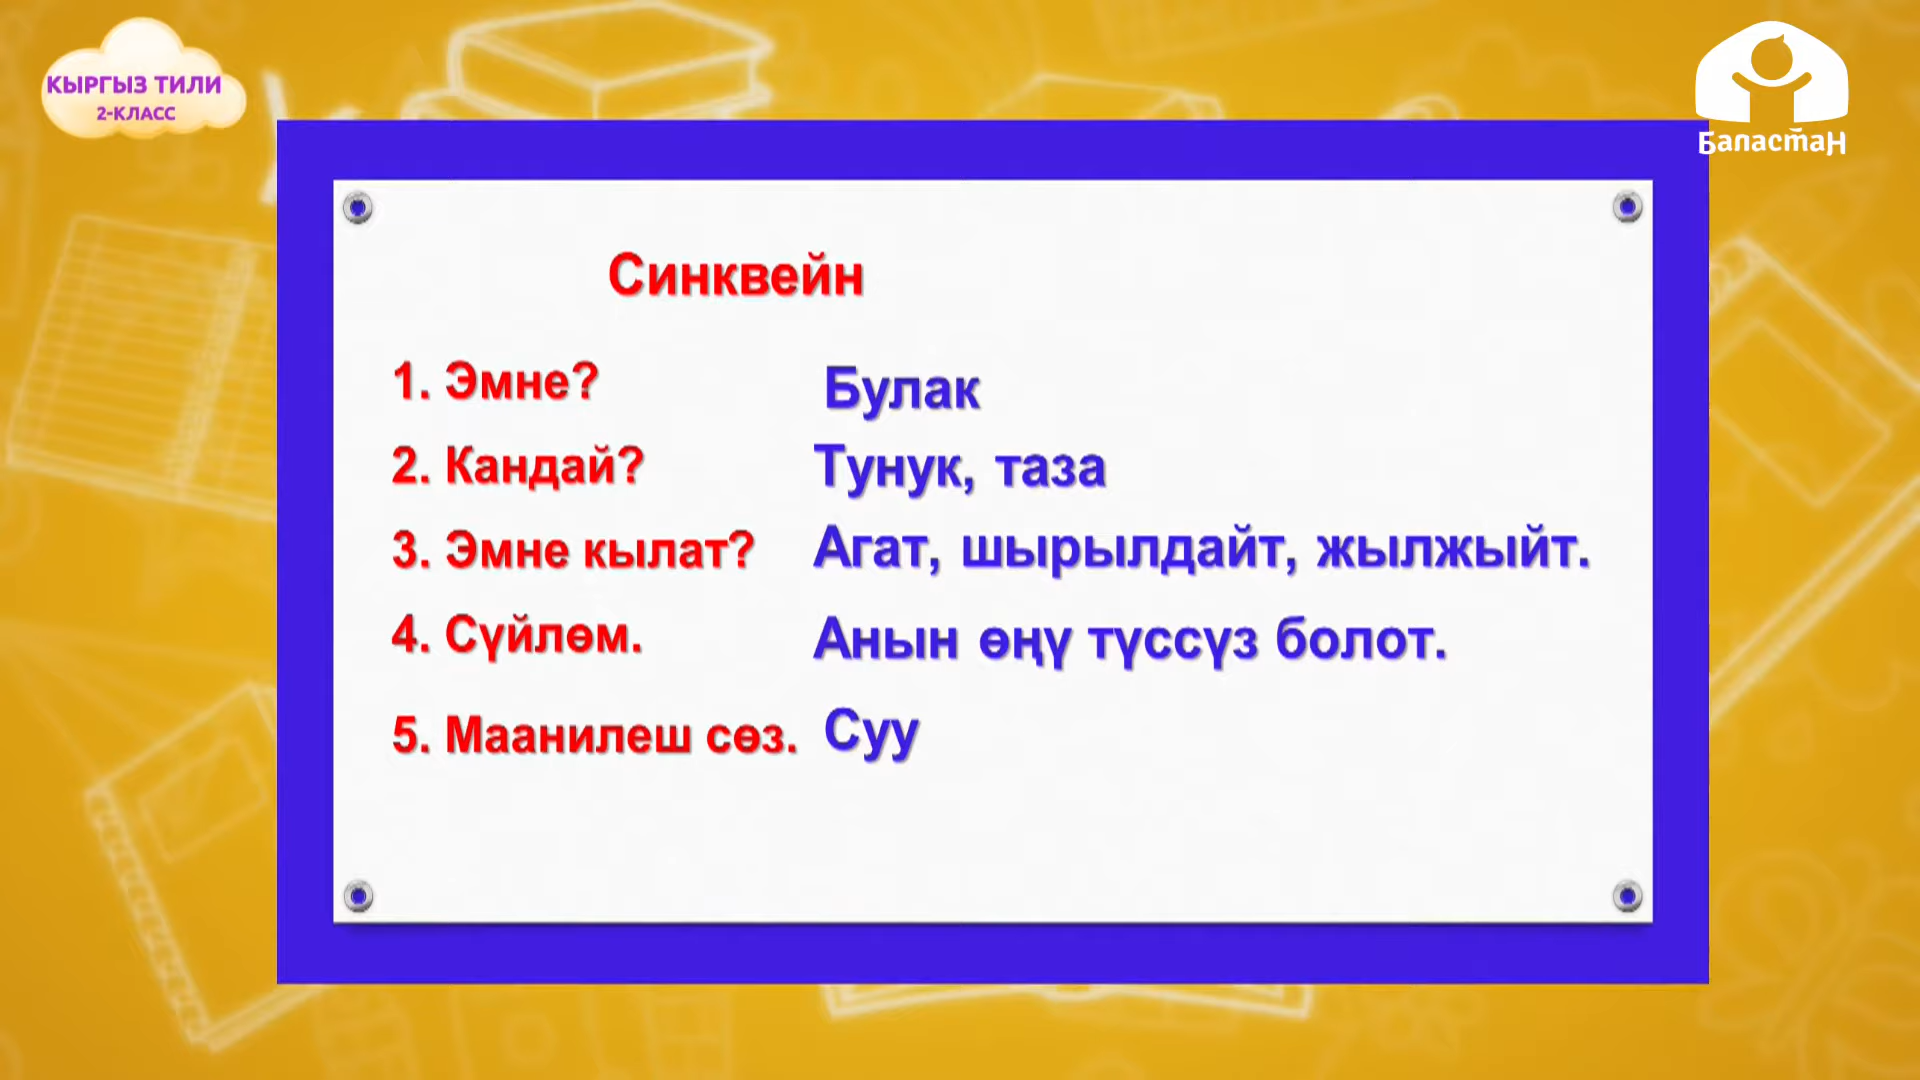 КЫРГЫЗ ТИЛИ
2-КЛАСС
Баластан
Синквейн
1. Эмне? Булак
2. Кандай? Тунук, таза
3. Эмне кылат? Агат, шырылдайт, жылжыйт.
4. Сүйлөм. Анын өңү түссүз болот.
5. Маанилеш сөз. Суу